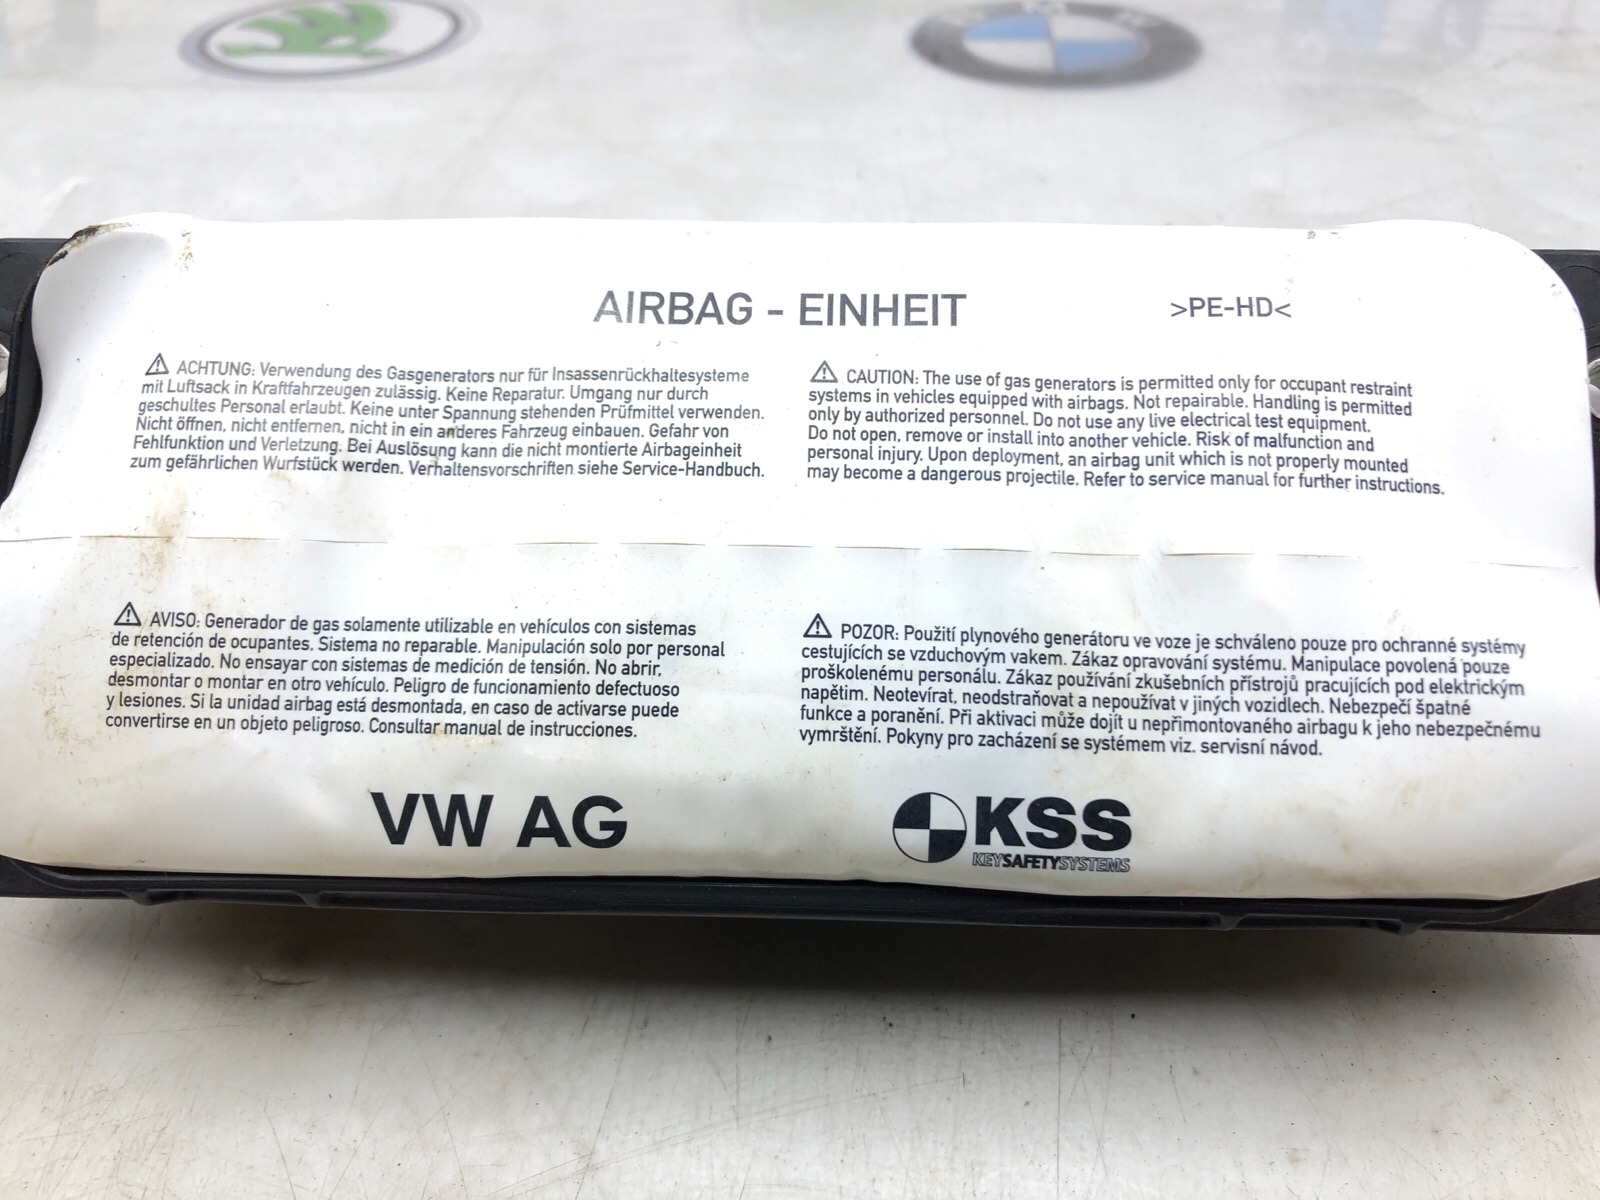 BMW
AIRBAG - EINHEIT
>PE-HD<
⚠ ACHTUNG: Verwendung des Gasgenerators nur für Insassenrückhaltesysteme
mit Luftsack in Kraftfahrzeugen zulässig. Keine Reparatur. Umgang nur durch
geschultes Personal erlaubt. Keine unter Spannung stehenden Prüfmittel verwenden.
Nicht öffnen, nicht entfernen, nicht in ein anderes Fahrzeug einbauen. Gefahr von
Fehlfunktion und Verletzung. Bei Auslösung kann die nicht montierte Airbageinheit
zum gefährlichen Wurfstück werden. Verhaltensvorschriften siehe Service-Handbuch.
⚠ CAUTION: The use of gas generators is permitted only for occupant restraint
systems in vehicles equipped with airbags. Not repairable. Handling is permitted
only by authorized personnel. Do not use any live electrical test equipment.
Do not open, remove or install into another vehicle. Risk of malfunction and
personal injury. Upon deployment, an airbag unit which is not properly mounted
may become a dangerous projectile. Refer to service manual for further instructions.
⚠ AVISO: Generador de gas solamente utilizable en vehículos con sistemas
de retención de ocupantes. Sistema no reparable. Manipulación solo por personal
especializado. No ensayar con sistemas de medición de tensión. No abrir,
desmontar o montar en otro vehículo. Peligro de funcionamiento defectuoso
y lesiones. Si la unidad airbag está desmontada, en caso de activarse puede
convertirse en un objeto peligroso. Consultar manual de instrucciones.
⚠ POZOR: Použití plynového generátoru ve voze je schváleno pouze pro ochranné systémy
cestujících se vzduchovým vakem. Zákaz opravování systému. Manipulace povolená pouze
proškolenému personálu. Zákaz používání zkušebních přístrojů pracujících pod elektrickým
napětím. Neotevírat, neodstraňovat a nepoužívat v jiných vozidlech. Nebezpečí špatné
funkce a poranění. Při aktivaci může dojít u nepřimontovaného airbagu k jeho nebezpečnému
vymrštění. Pokyny pro zacházení se systémem viz. servisní návod.
VW AG
KSS
KEYSAFETYSYSTEMS